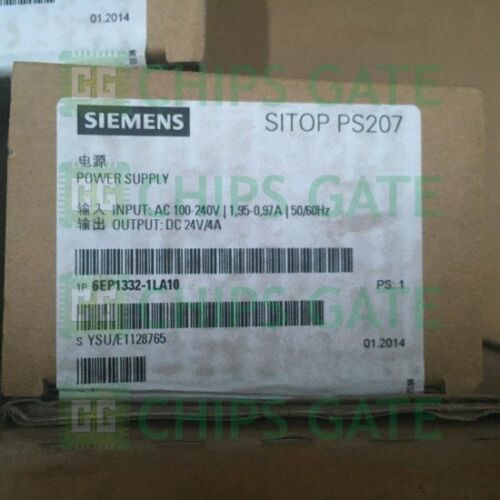 01.2014
CHIPS GATE
SIEMENS
SITOP PS207
电源
POWER SUPPLY
输入 INPUT: AC 100-240V | 1,95-0,97A | 50/60Hz
输出 OUTPUT: DC 24V/4A
CHIPS GATE
1P 6EP1332-1LA10
PS: 1
CHIPS GATE
S YSU/E1128765
01.2014
CHIPS GATE